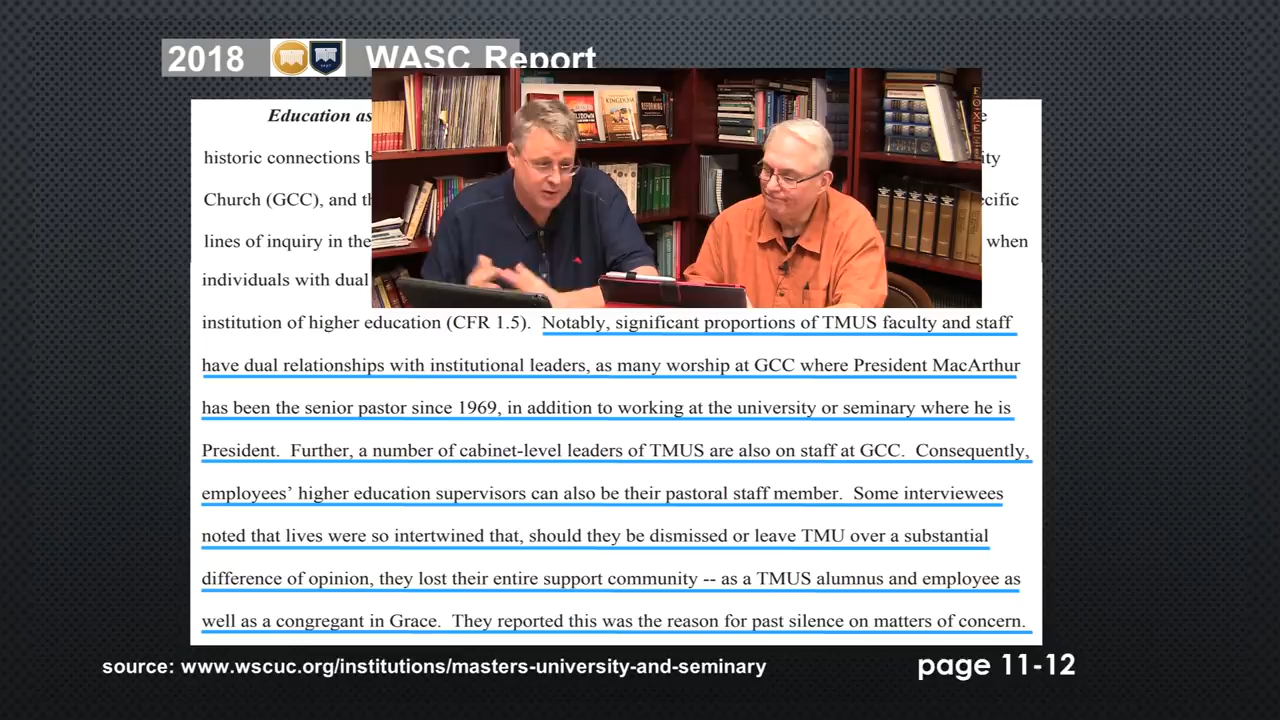 2018 WASC Report
Education as
historic connections b ity
Church (GCC), and th ecific
lines of inquiry in the when
individuals with dual
institution of higher education (CFR 1.5). Notably, significant proportions of TMUS faculty and staff
have dual relationships with institutional leaders, as many worship at GCC where President MacArthur
has been the senior pastor since 1969, in addition to working at the university or seminary where he is
President. Further, a number of cabinet-level leaders of TMUS are also on staff at GCC. Consequently,
employees’ higher education supervisors can also be their pastoral staff member. Some interviewees
noted that lives were so intertwined that, should they be dismissed or leave TMU over a substantial
difference of opinion, they lost their entire support community -- as a TMUS alumnus and employee as
well as a congregant in Grace. They reported this was the reason for past silence on matters of concern.
source: www.wscuc.org/institutions/masters-university-and-seminary
page 11-12
KINGDOM
REFORMING
FOXE